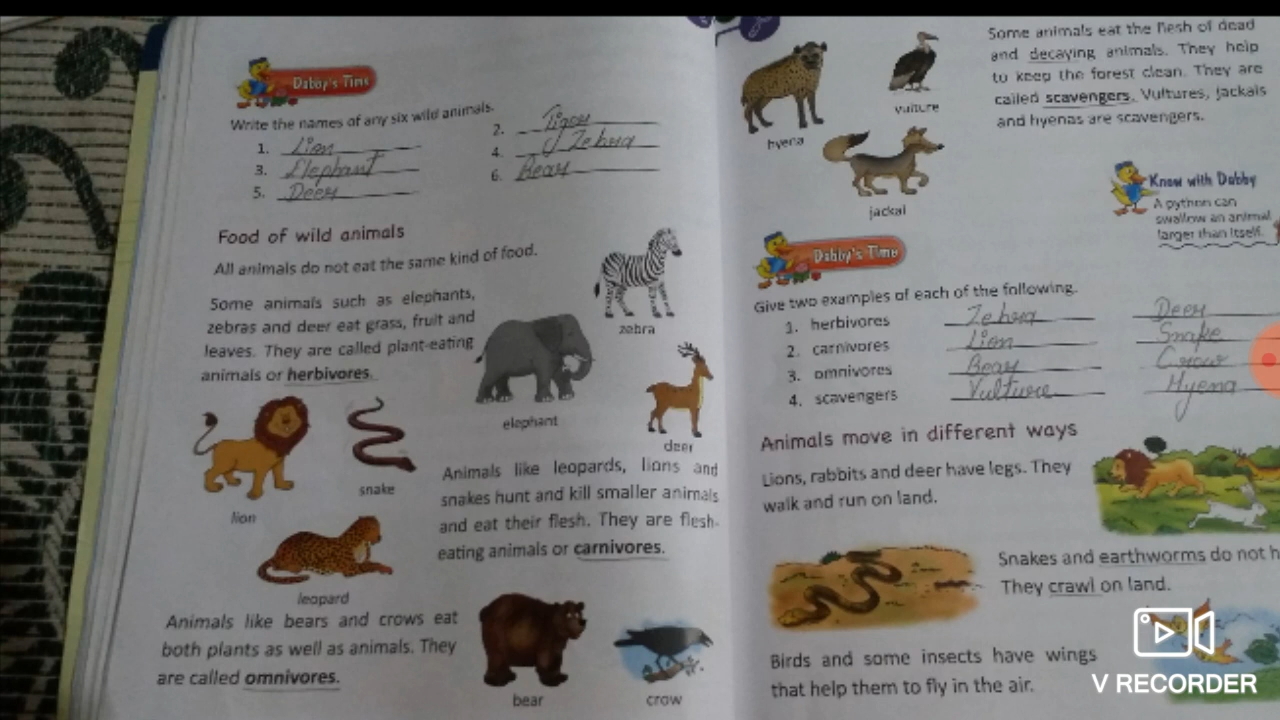 Dabby's Time
Write the names of any six wild animals.
1. Lion
2. Tiger
3. Elephant
4. Zebra
5. Deer
6. Bear
Food of wild animals
All animals do not eat the same kind of food.
Some animals such as elephants,
zebras and deer eat grass, fruit and
leaves. They are called plant-eating
animals or herbivores.
zebra
elephant
deer
lion
snake
leopard
Animals like leopards, lions and
snakes hunt and kill smaller animals
and eat their flesh. They are flesh-
eating animals or carnivores.
Animals like bears and crows eat
both plants as well as animals. They
are called omnivores.
bear
crow
hyena
vulture
jackal
Some animals eat the flesh of dead
and decaying animals. They help
to keep the forest clean. They are
called scavengers. Vultures, jackals
and hyenas are scavengers.
Know with Dabby
A python can
swallow an animal
larger than itself.
Dabby's Time
Give two examples of each of the following.
1. herbivores Zebra Deer
2. carnivores Lion Snake
3. omnivores Bear Crow
4. scavengers Vulture Hyena
Animals move in different ways
Lions, rabbits and deer have legs. They
walk and run on land.
Snakes and earthworms do not
They crawl on land.
Birds and some insects have wings
that help them to fly in the air.
V RECORDER